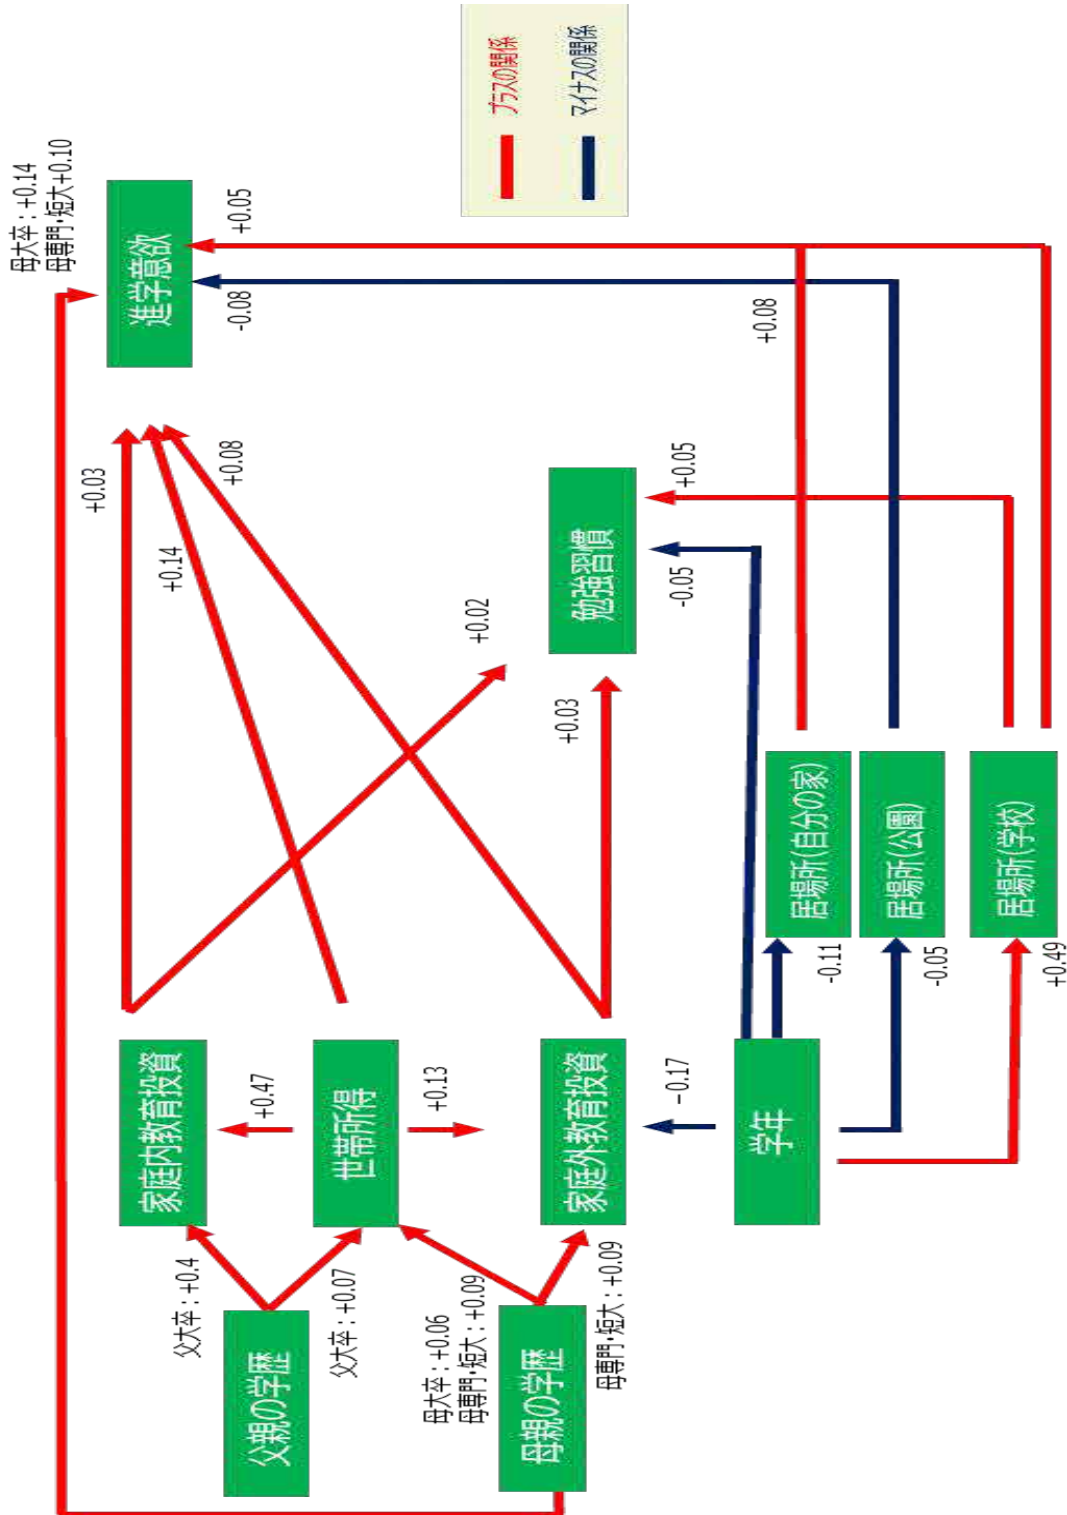 母大卒：+0.14
母専門・短大+0.10
進学意欲
+0.05
-0.08
プラスの関係
マイナスの関係
+0.03
+0.14
+0.08
+0.08
+0.02
勉強習慣
+0.05
-0.05
+0.03
家庭内教育投資
+0.47
世帯所得
+0.13
家庭外教育投資
-0.17
学年
居場所(自分の家)
-0.11
居場所(公園)
-0.05
居場所(学校)
+0.49
父大卒：+0.4
父大卒：+0.07
父親の学歴
母大卒：+0.06
母専門・短大：+0.09
母親の学歴
母専門・短大：+0.09